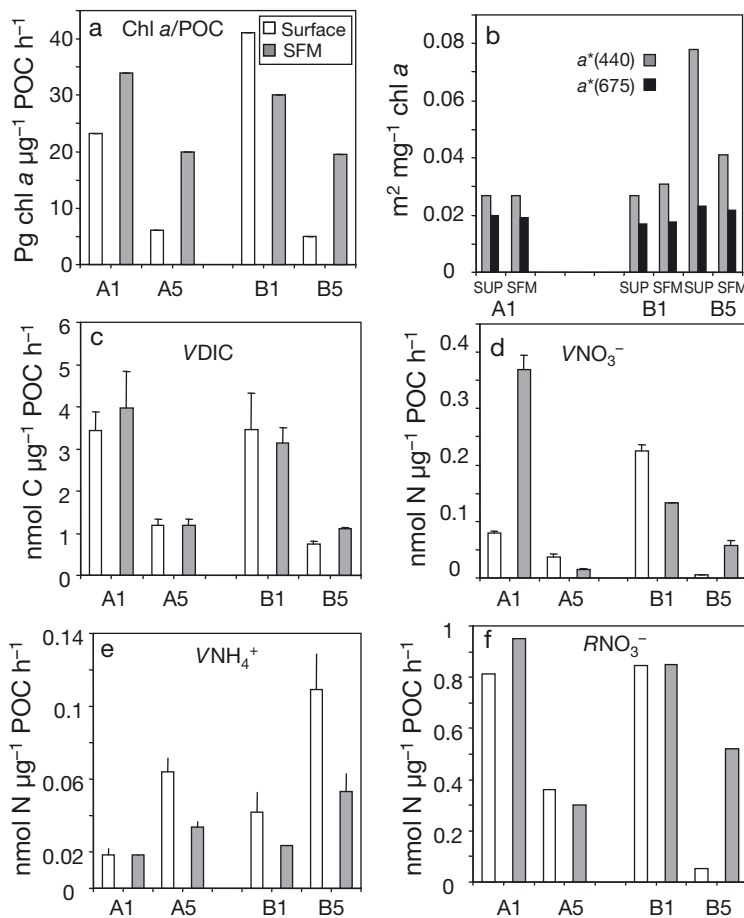 a Chl a/POC
Surface
SFM
Pg chl a µg⁻¹ POC h⁻¹
40
30
20
10
0
A1 A5 B1 B5
b
a*(440)
a*(675)
m² mg⁻¹ chl a
0.08
0.06
0.04
0.02
0
SUP SFM SUP SFM SUP SFM
A1 B1 B5
c VDIC
nmol C µg⁻¹ POC h⁻¹
6
5
4
3
2
1
0
A1 A5 B1 B5
d VNO₃⁻
nmol N µg⁻¹ POC h⁻¹
0.4
0.3
0.2
0.1
0
A1 A5 B1 B5
e VNH₄⁺
nmol N µg⁻¹ POC h⁻¹
0.14
0.1
0.06
0.02
0
A1 A5 B1 B5
f RNO₃⁻
nmol N µg⁻¹ POC h⁻¹
1
0.8
0.6
0.4
0.2
0
A1 A5 B1 B5